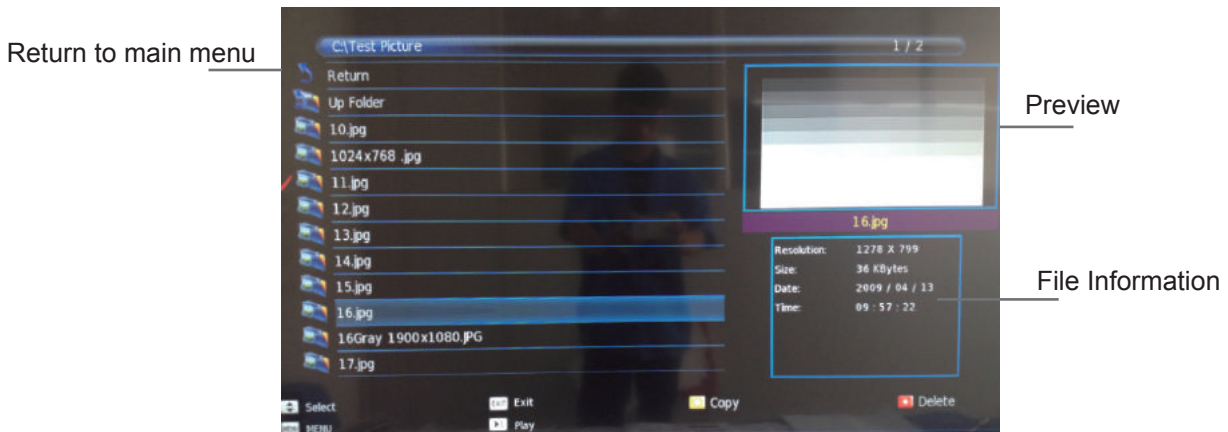 Return to main menu
C:\Test Picture 1 / 2
Return
Up Folder
10.jpg
1024x768 .jpg
11.jpg
12.jpg
13.jpg
14.jpg
15.jpg
16.jpg
16Gray 1900x1080.JPG
17.jpg
Preview
16.jpg
Resolution: 1278 X 799
Size: 36 KBytes
Date: 2009 / 04 / 13
Time: 09 : 57 : 22
File Information
Select
EXIT Exit
Copy
Delete
MENU MENU
Play